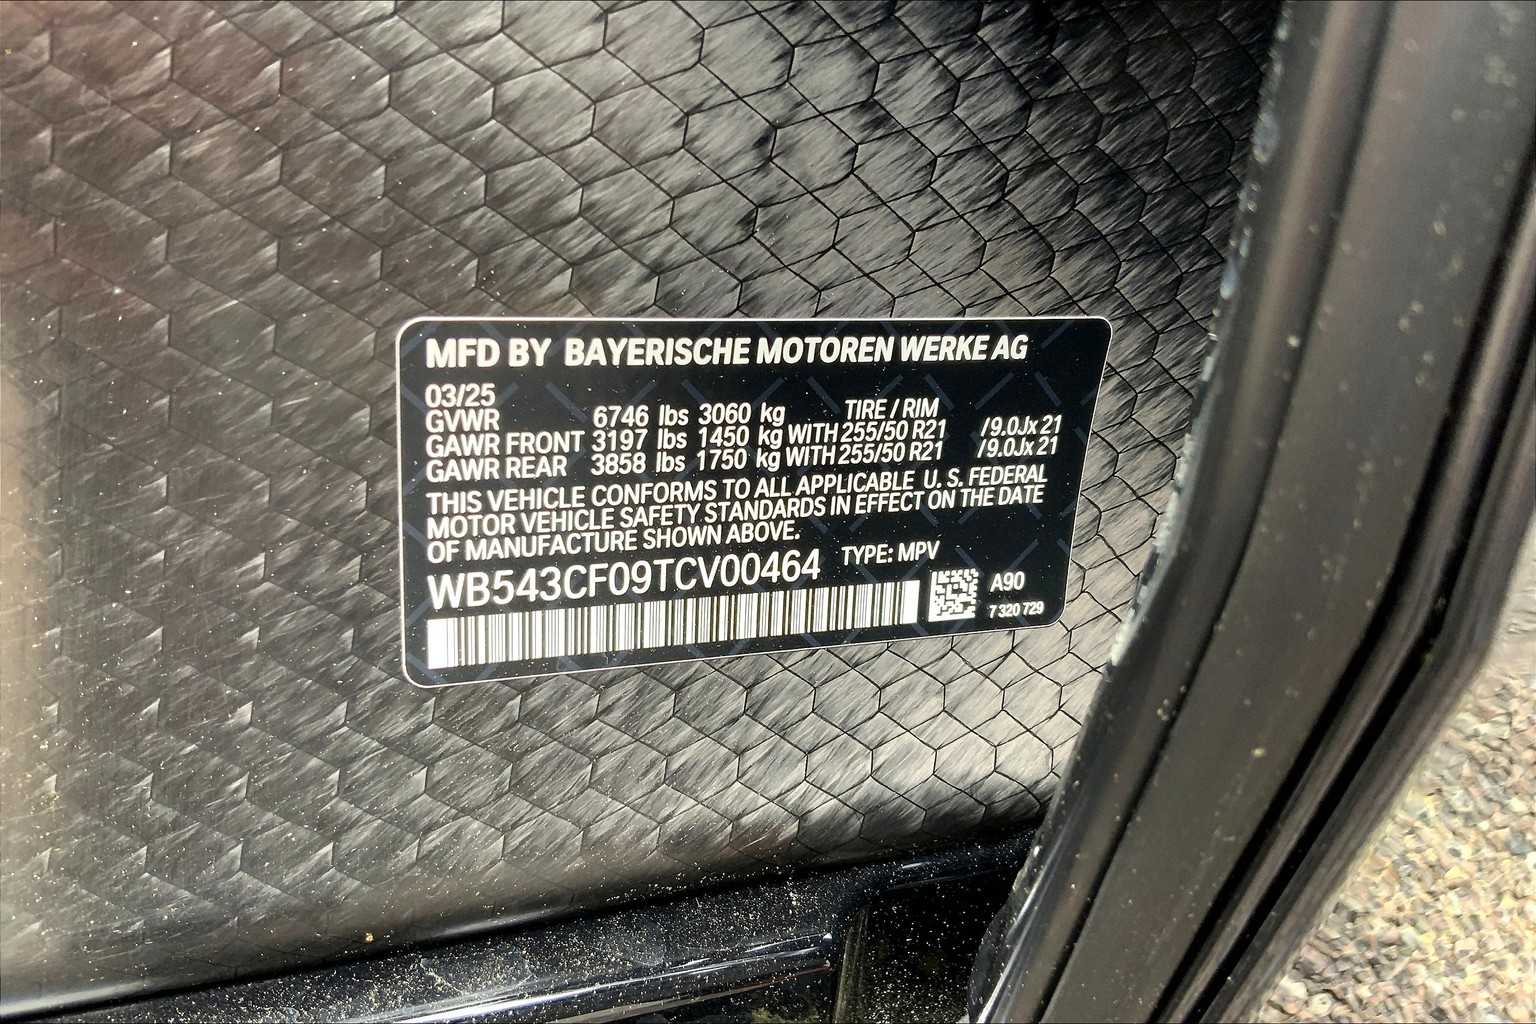 MFD BY BAYERISCHE MOTOREN WERKE AG
03/25
GVWR 6746 lbs 3060 kg TIRE / RIM
GAWR FRONT 3197 lbs 1450 kg WITH 255/50 R21 /9.0Jx 21
GAWR REAR 3858 lbs 1750 kg WITH 255/50 R21 /9.0Jx 21
THIS VEHICLE CONFORMS TO ALL APPLICABLE U. S. FEDERAL
MOTOR VEHICLE SAFETY STANDARDS IN EFFECT ON THE DATE
OF MANUFACTURE SHOWN ABOVE.
WB543CF09TCV00464 TYPE: MPV
A90
7 320 729